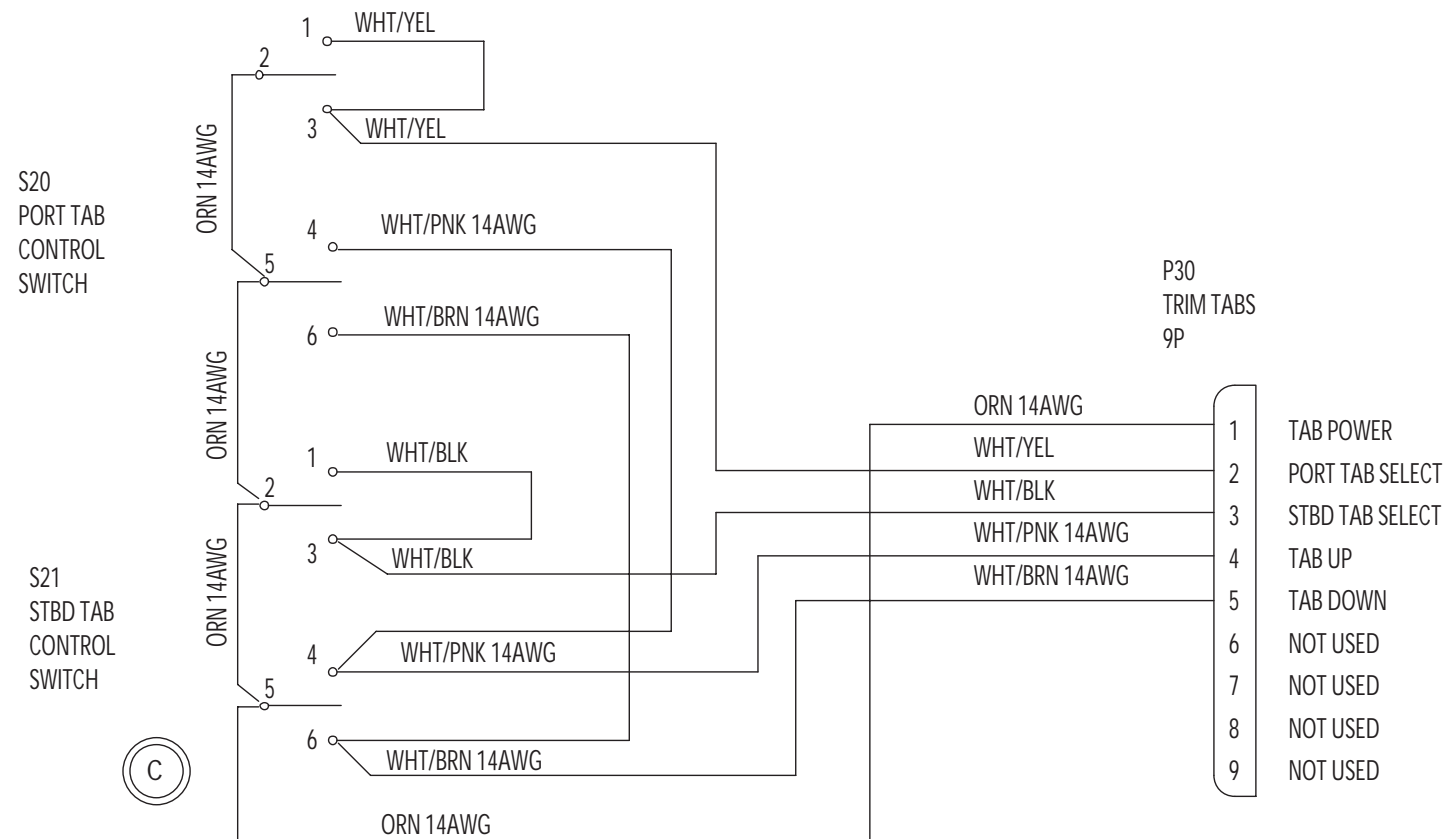 1
WHT/YEL
2
3
WHT/YEL
ORN 14AWG
S20
PORT TAB
CONTROL
SWITCH
4
WHT/PNK 14AWG
5
6
WHT/BRN 14AWG
ORN 14AWG
1
WHT/BLK
2
3
WHT/BLK
ORN 14AWG
S21
STBD TAB
CONTROL
SWITCH
4
WHT/PNK 14AWG
5
6
WHT/BRN 14AWG
C
ORN 14AWG
P30
TRIM TABS
9P
ORN 14AWG
WHT/YEL
WHT/BLK
WHT/PNK 14AWG
WHT/BRN 14AWG
1 TAB POWER
2 PORT TAB SELECT
3 STBD TAB SELECT
4 TAB UP
5 TAB DOWN
6 NOT USED
7 NOT USED
8 NOT USED
9 NOT USED